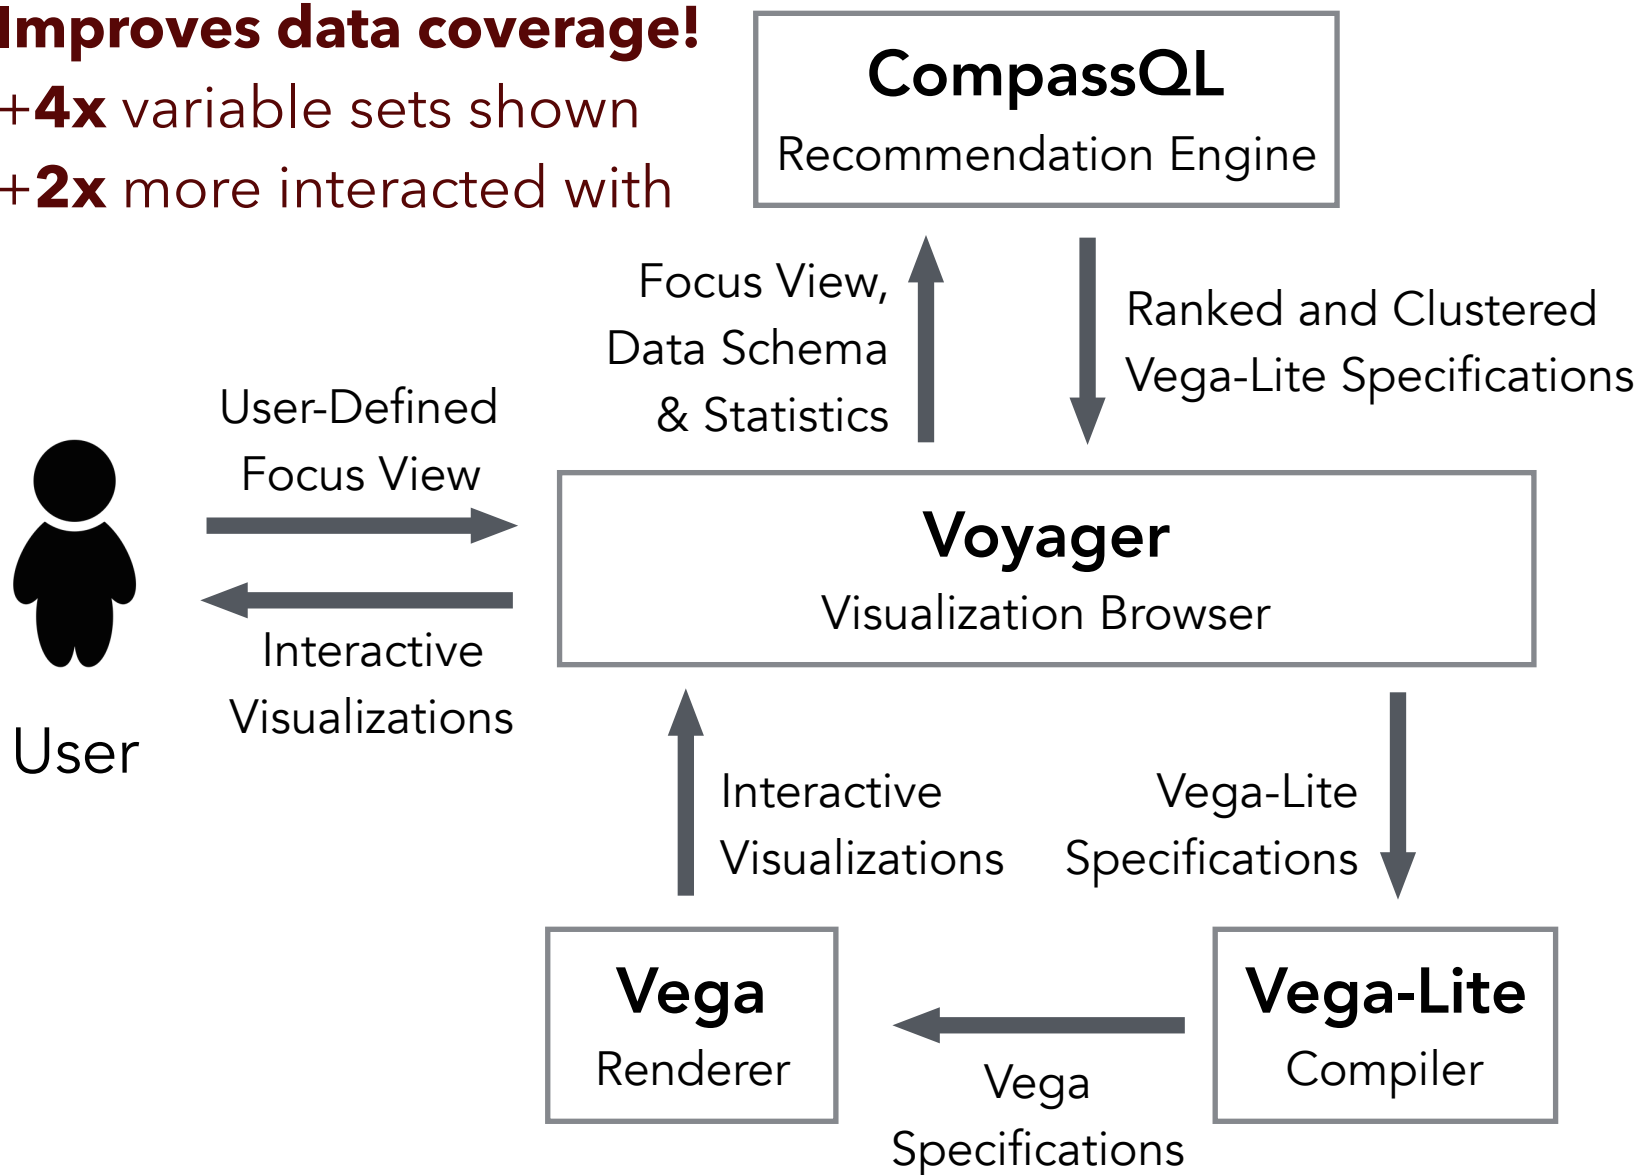 Improves data coverage!
+4x variable sets shown
+2x more interacted with
CompassQL
Recommendation Engine
Focus View,
Data Schema
& Statistics
Ranked and Clustered
Vega-Lite Specifications
User-Defined
Focus View
Voyager
Visualization Browser
Interactive
Visualizations
User
Interactive
Visualizations
Vega-Lite
Specifications
Vega
Renderer
Vega-Lite
Compiler
Vega
Specifications